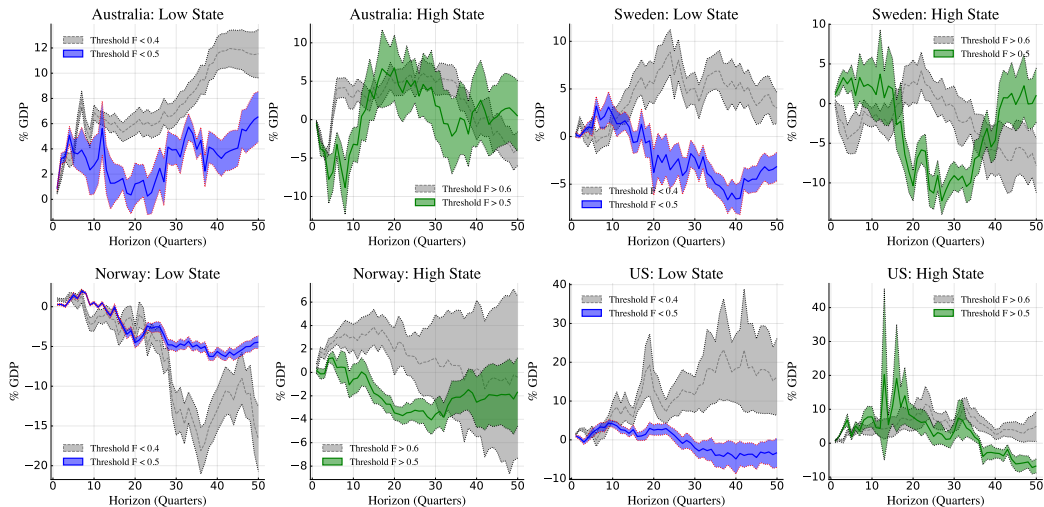 Australia: Low State
% GDP
12
10
8
6
4
2
0
Threshold F < 0.4
Threshold F < 0.5
0
10
20
30
40
50
Horizon (Quarters)
Australia: High State
% GDP
10
5
0
−5
−10
Threshold F > 0.6
Threshold F > 0.5
0
10
20
30
40
50
Horizon (Quarters)
Sweden: Low State
% GDP
10
5
0
−5
Threshold F < 0.4
Threshold F < 0.5
0
10
20
30
40
50
Horizon (Quarters)
Sweden: High State
% GDP
10
5
0
−5
−10
Threshold F > 0.6
Threshold F > 0.5
0
10
20
30
40
50
Horizon (Quarters)
Norway: Low State
% GDP
0
−5
−10
−15
−20
Threshold F < 0.4
Threshold F < 0.5
0
10
20
30
40
50
Horizon (Quarters)
Norway: High State
% GDP
6
4
2
0
−2
−4
−6
−8
Threshold F > 0.6
Threshold F > 0.5
0
10
20
30
40
50
Horizon (Quarters)
US: Low State
% GDP
40
30
20
10
0
−10
Threshold F < 0.4
Threshold F < 0.5
0
10
20
30
40
50
Horizon (Quarters)
US: High State
% GDP
40
30
20
10
0
−10
Threshold F > 0.6
Threshold F > 0.5
0
10
20
30
40
50
Horizon (Quarters)